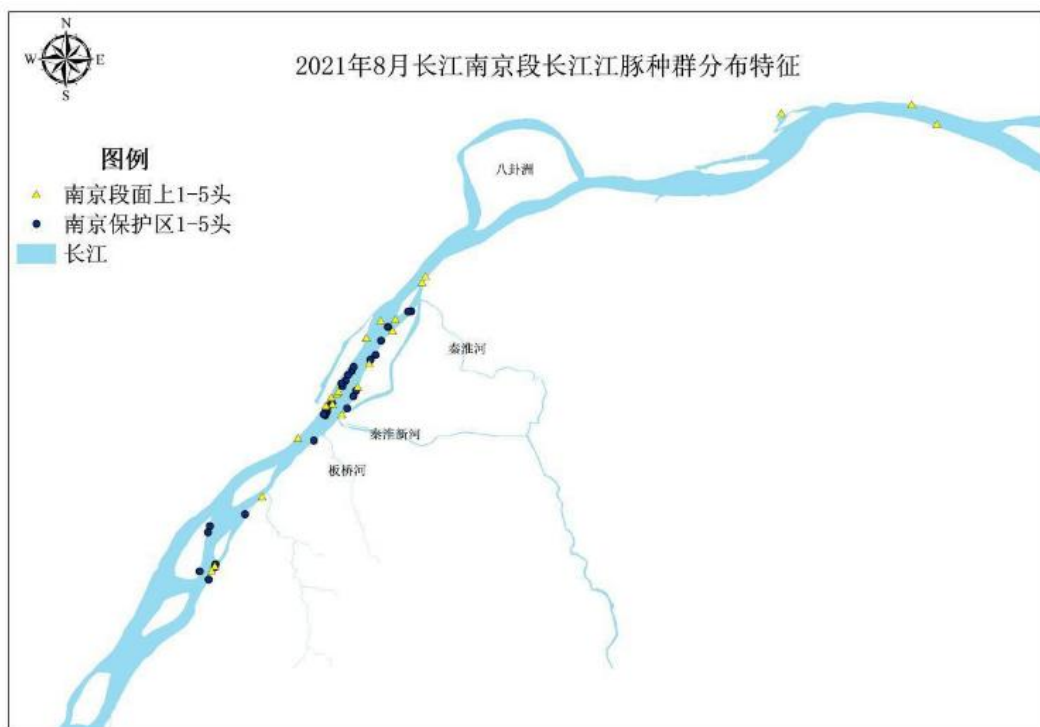 N
W
E
S
2021年8月长江南京段长江江豚种群分布特征
图例
南京段面上1-5头
南京保护区1-5头
长江
八卦洲
秦淮河
秦淮新河
板桥河